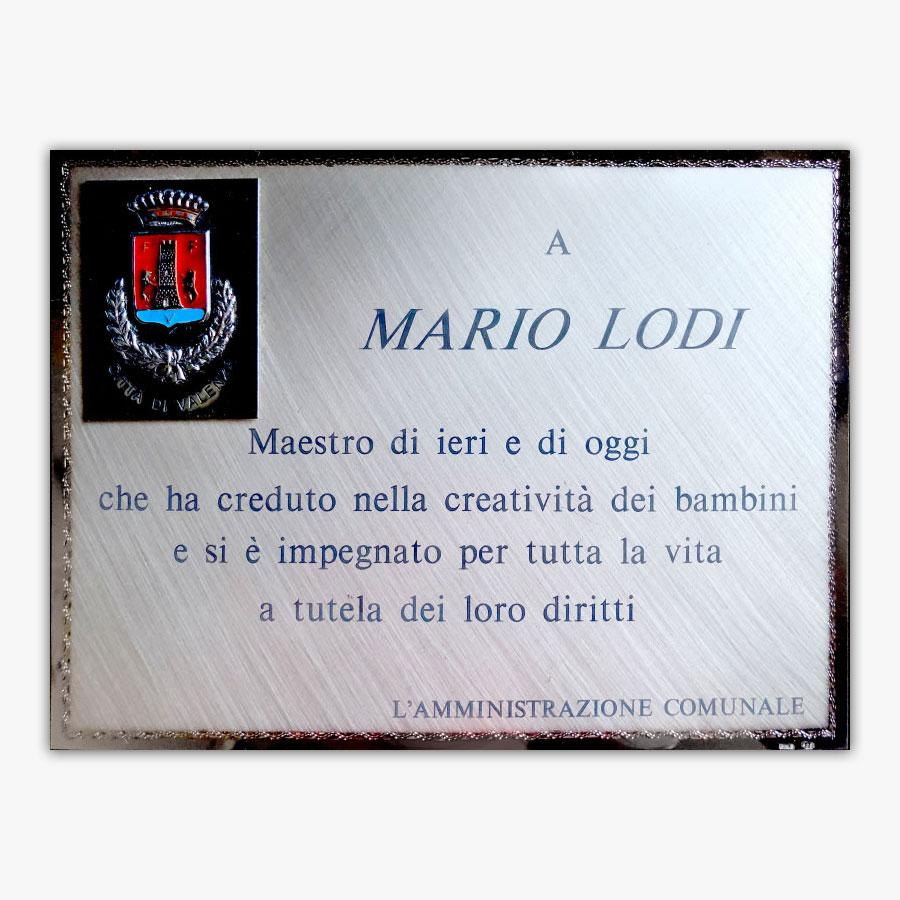 A
MARIO LODI
F F
CITTÀ DI VALENZA
Maestro di ieri e di oggi
che ha creduto nella creatività dei bambini
e si è impegnato per tutta la vita
a tutela dei loro diritti
L'AMMINISTRAZIONE COMUNALE